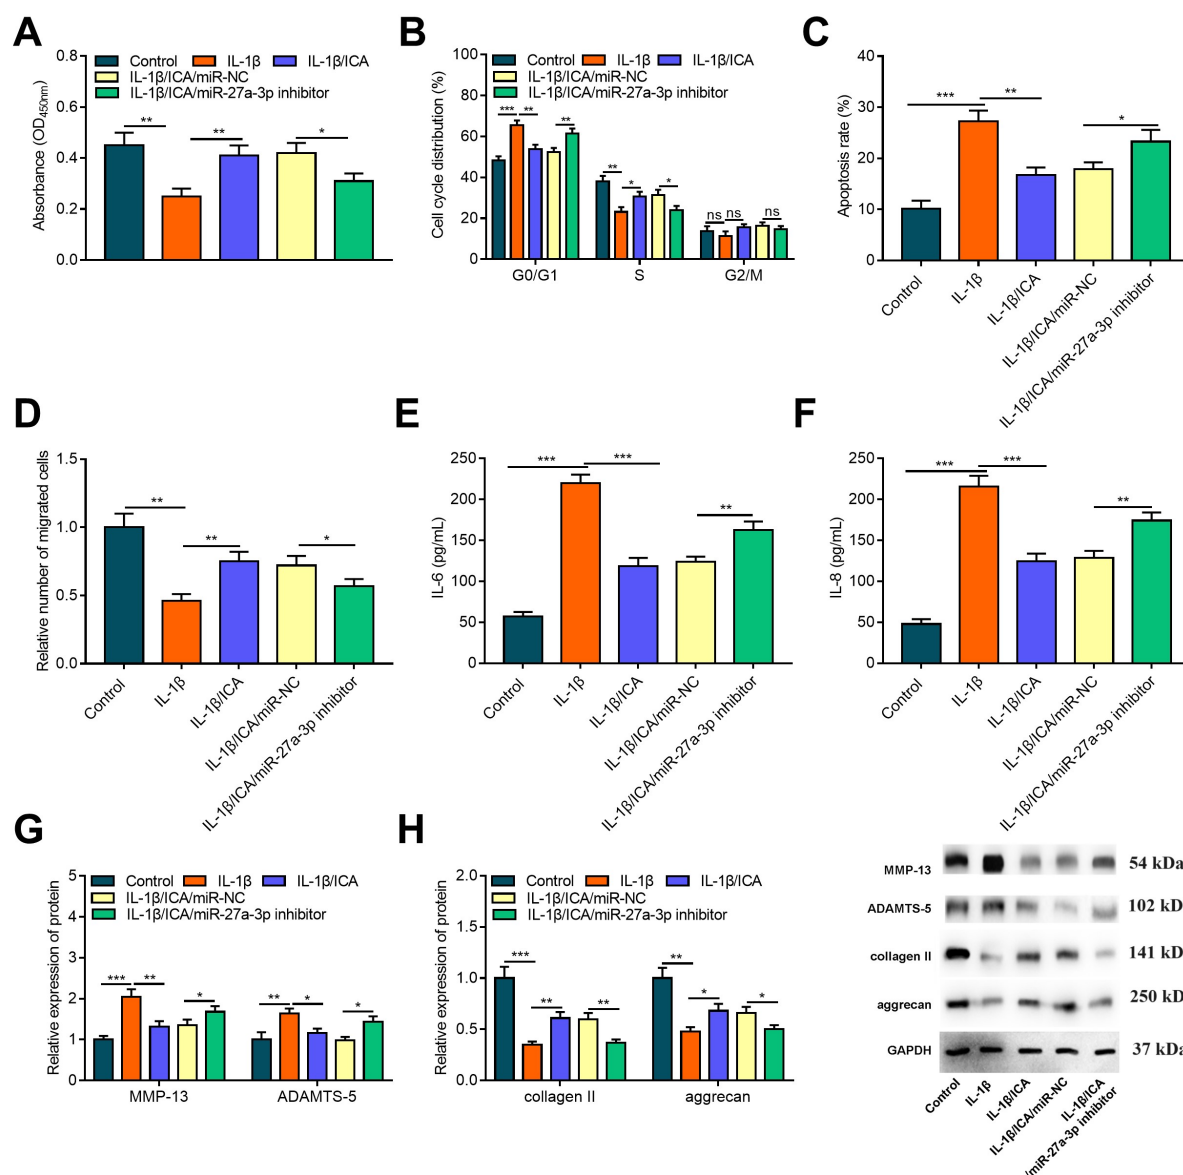 A
Absorbance (OD450nm)
0.8
0.6
0.4
0.2
0.0
Control IL-1β IL-1β/ICA
IL-1β/ICA/miR-NC
IL-1β/ICA/miR-27a-3p inhibitor
** ** *
B
Cell cycle distribution (%)
100
80
60
40
20
0
Control IL-1β IL-1β/ICA
IL-1β/ICA/miR-NC
IL-1β/ICA/miR-27a-3p inhibitor
*** ** **
** * *
ns ns ns
G0/G1 S G2/M
C
Apoptosis rate (%)
40
30
20
10
0
*** ** *
Control
IL-1β
IL-1β/ICA
IL-1β/ICA/miR-NC
IL-1β/ICA/miR-27a-3p inhibitor
D
Relative number of migrated cells
1.5
1.0
0.5
0.0
** ** *
Control
IL-1β
IL-1β/ICA
IL-1β/ICA/miR-NC
IL-1β/ICA/miR-27a-3p inhibitor
E
IL-6 (pg/mL)
250
200
150
100
50
0
*** *** **
Control
IL-1β
IL-1β/ICA
IL-1β/ICA/miR-NC
IL-1β/ICA/miR-27a-3p inhibitor
F
IL-8 (pg/mL)
250
200
150
100
50
0
*** *** **
Control
IL-1β
IL-1β/ICA
IL-1β/ICA/miR-NC
IL-1β/ICA/miR-27a-3p inhibitor
G
Relative expression of protein
5
4
3
2
1
0
Control IL-1β IL-1β/ICA
IL-1β/ICA/miR-NC
IL-1β/ICA/miR-27a-3p inhibitor
*** ** *
** * *
MMP-13 ADAMTS-5
H
Relative expression of protein
2.0
1.5
1.0
0.5
0.0
Control IL-1β IL-1β/ICA
IL-1β/ICA/miR-NC
IL-1β/ICA/miR-27a-3p inhibitor
*** ** **
** * *
collagen II aggrecan
MMP-13 54 kDa
ADAMTS-5 102 kD
collagen II 141 kD
aggrecan 250 kD
GAPDH 37 kDa
Control
IL-1β
IL-1β/ICA
IL-1β/ICA/miR-NC
IL-1β/ICA
/miR-27a-3p inhibitor